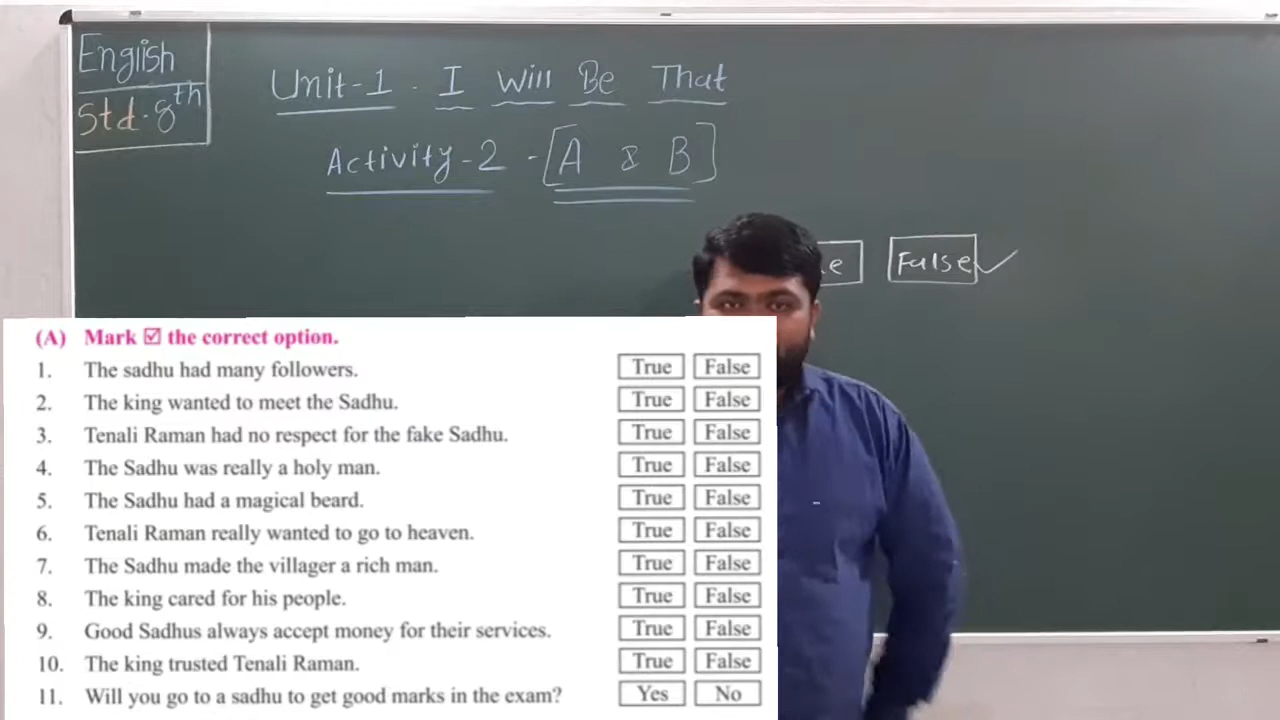 English
Std-8th
Unit-1. I Will Be That
Activity-2 - [A & B]
False ✓
(A) Mark ☑ the correct option.
1. The sadhu had many followers. True False
2. The king wanted to meet the Sadhu. True False
3. Tenali Raman had no respect for the fake Sadhu. True False
4. The Sadhu was really a holy man. True False
5. The Sadhu had a magical beard. True False
6. Tenali Raman really wanted to go to heaven. True False
7. The Sadhu made the villager a rich man. True False
8. The king cared for his people. True False
9. Good Sadhus always accept money for their services. True False
10. The king trusted Tenali Raman. True False
11. Will you go to a sadhu to get good marks in the exam? Yes No